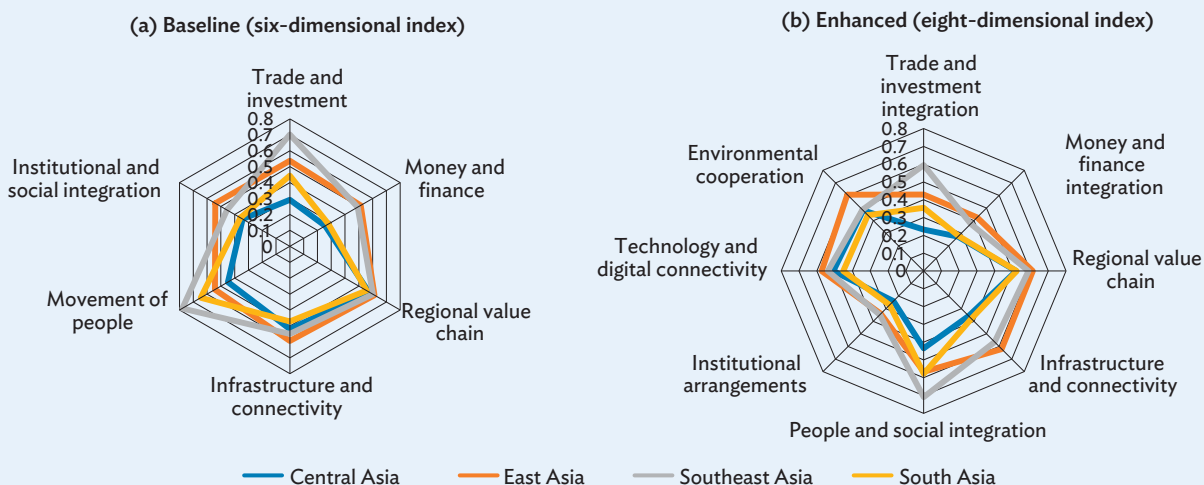 (a) Baseline (six-dimensional index)
Trade and
investment
0.8
0.7
0.6
0.5
0.4
0.3
0.2
0.1
0
Money and
finance
Regional value
chain
Infrastructure and
connectivity
Movement of
people
Institutional and
social integration
(b) Enhanced (eight-dimensional index)
Trade and
investment
integration
0.8
0.7
0.6
0.5
0.4
0.3
0.2
0.1
0
Money and
finance
integration
Regional value
chain
Infrastructure
and connectivity
People and social integration
Institutional
arrangements
Technology and
digital connectivity
Environmental
cooperation
Central Asia
East Asia
Southeast Asia
South Asia